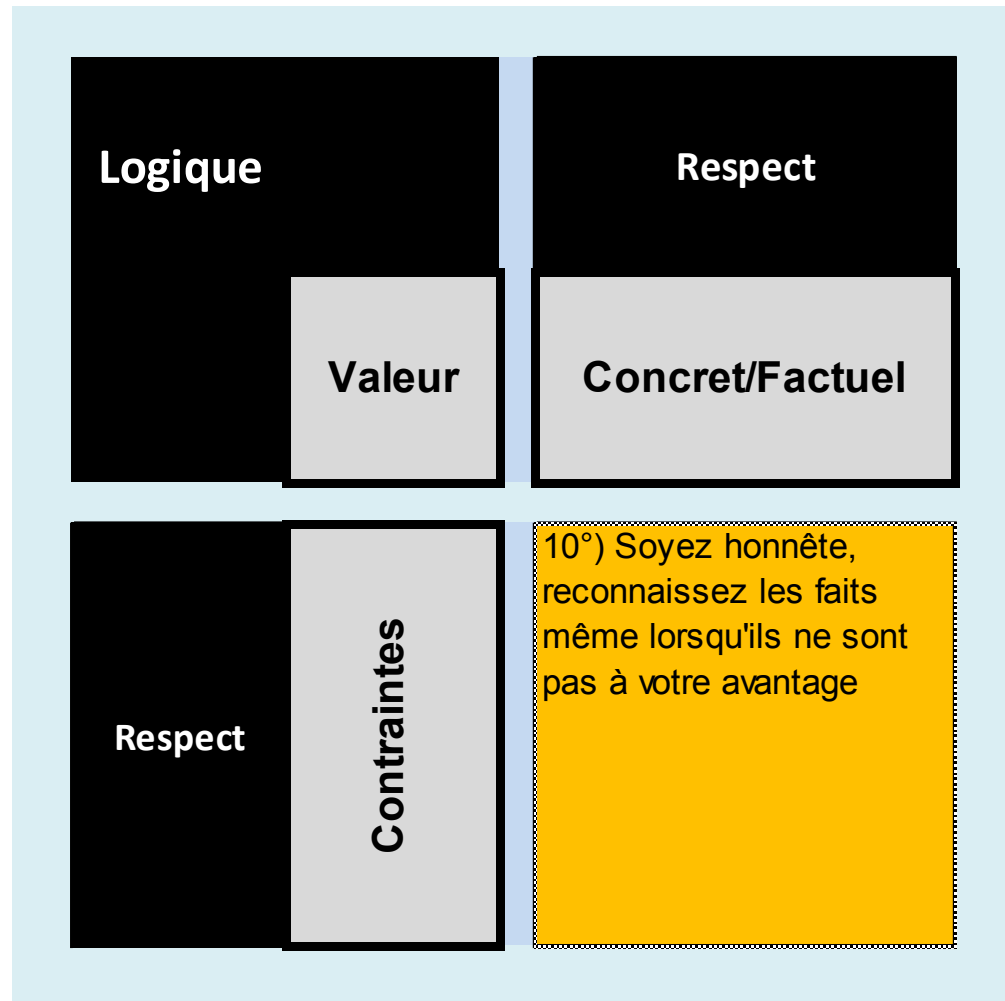 Logique
Respect
Valeur
Concret/Factuel
Respect
Contraintes
10°) Soyez honnête,
reconnaissez les faits
même lorsqu'ils ne sont
pas à votre avantage